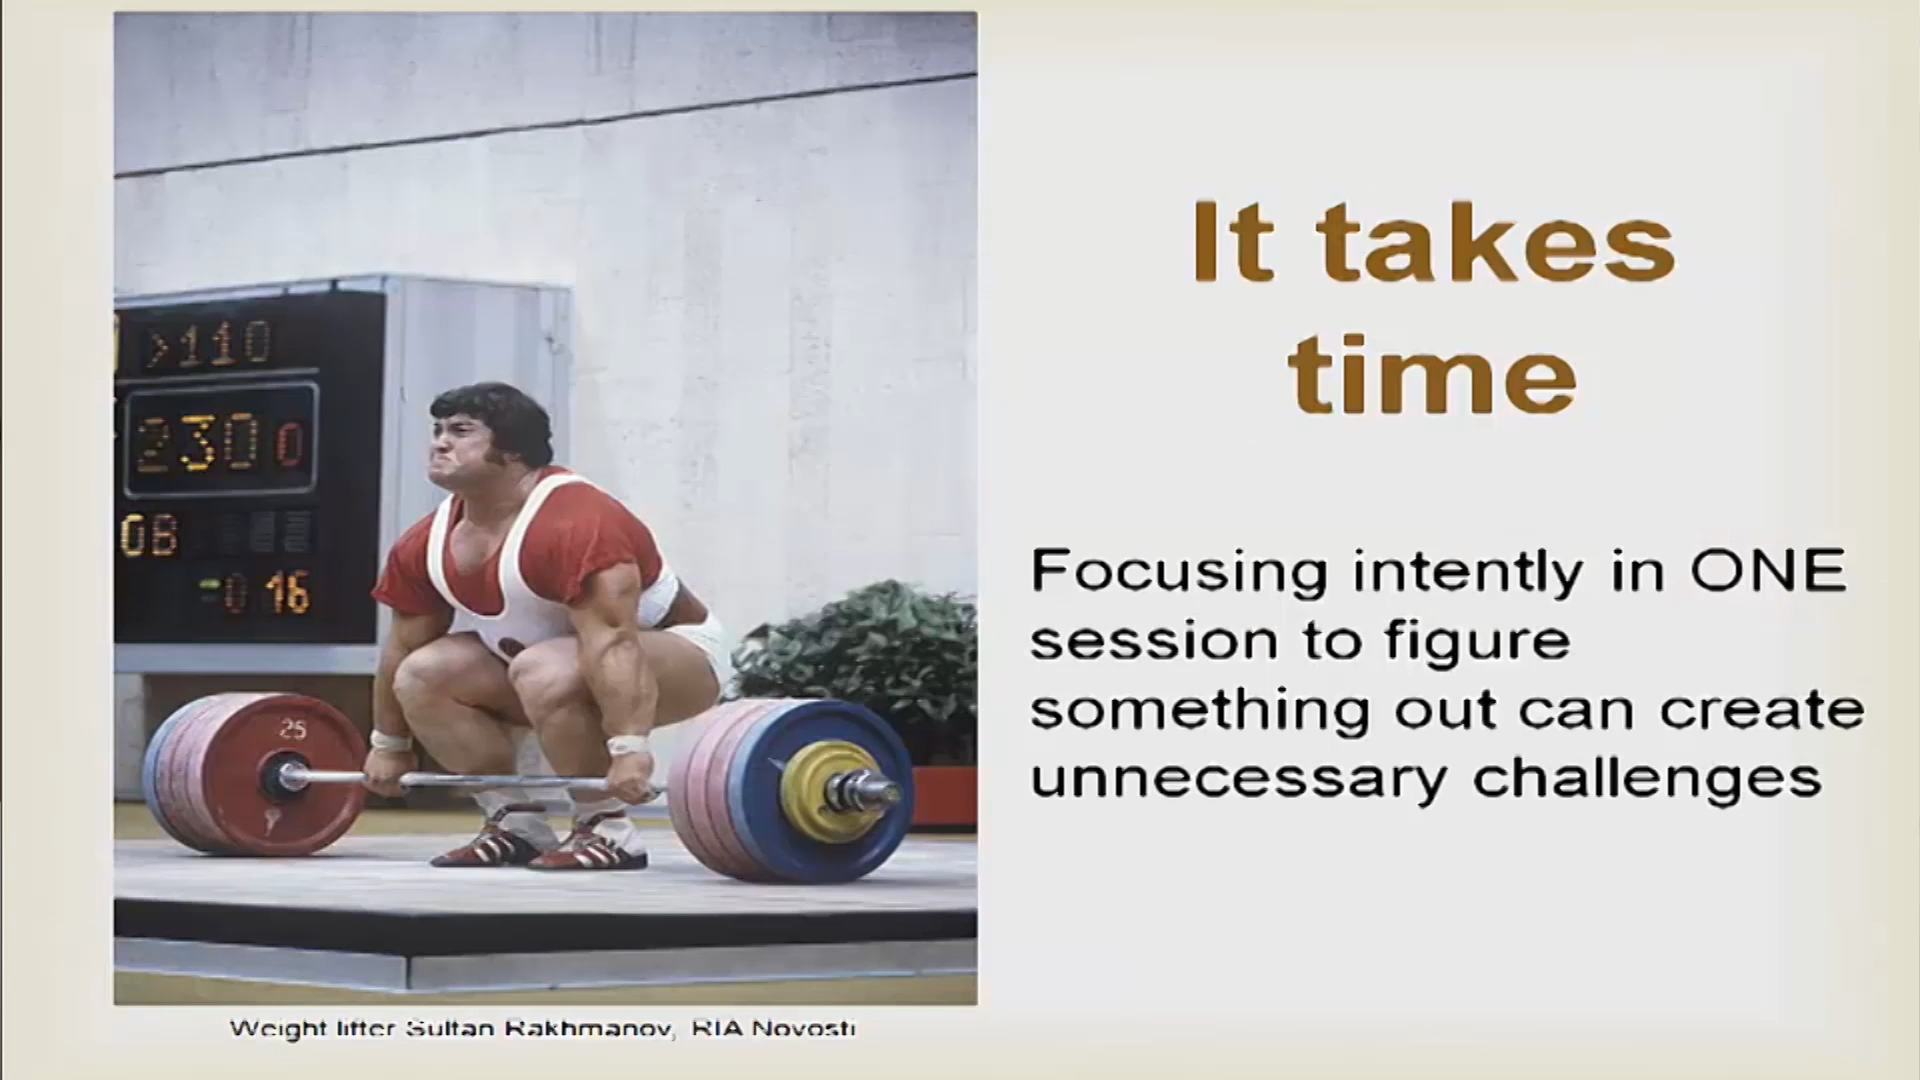 It takes
time
Focusing intently in ONE
session to figure
something out can create
unnecessary challenges
>110
230 0
GB
-0 16
25
Weight lifter Sultan Rakhmanov, RIA Novosti